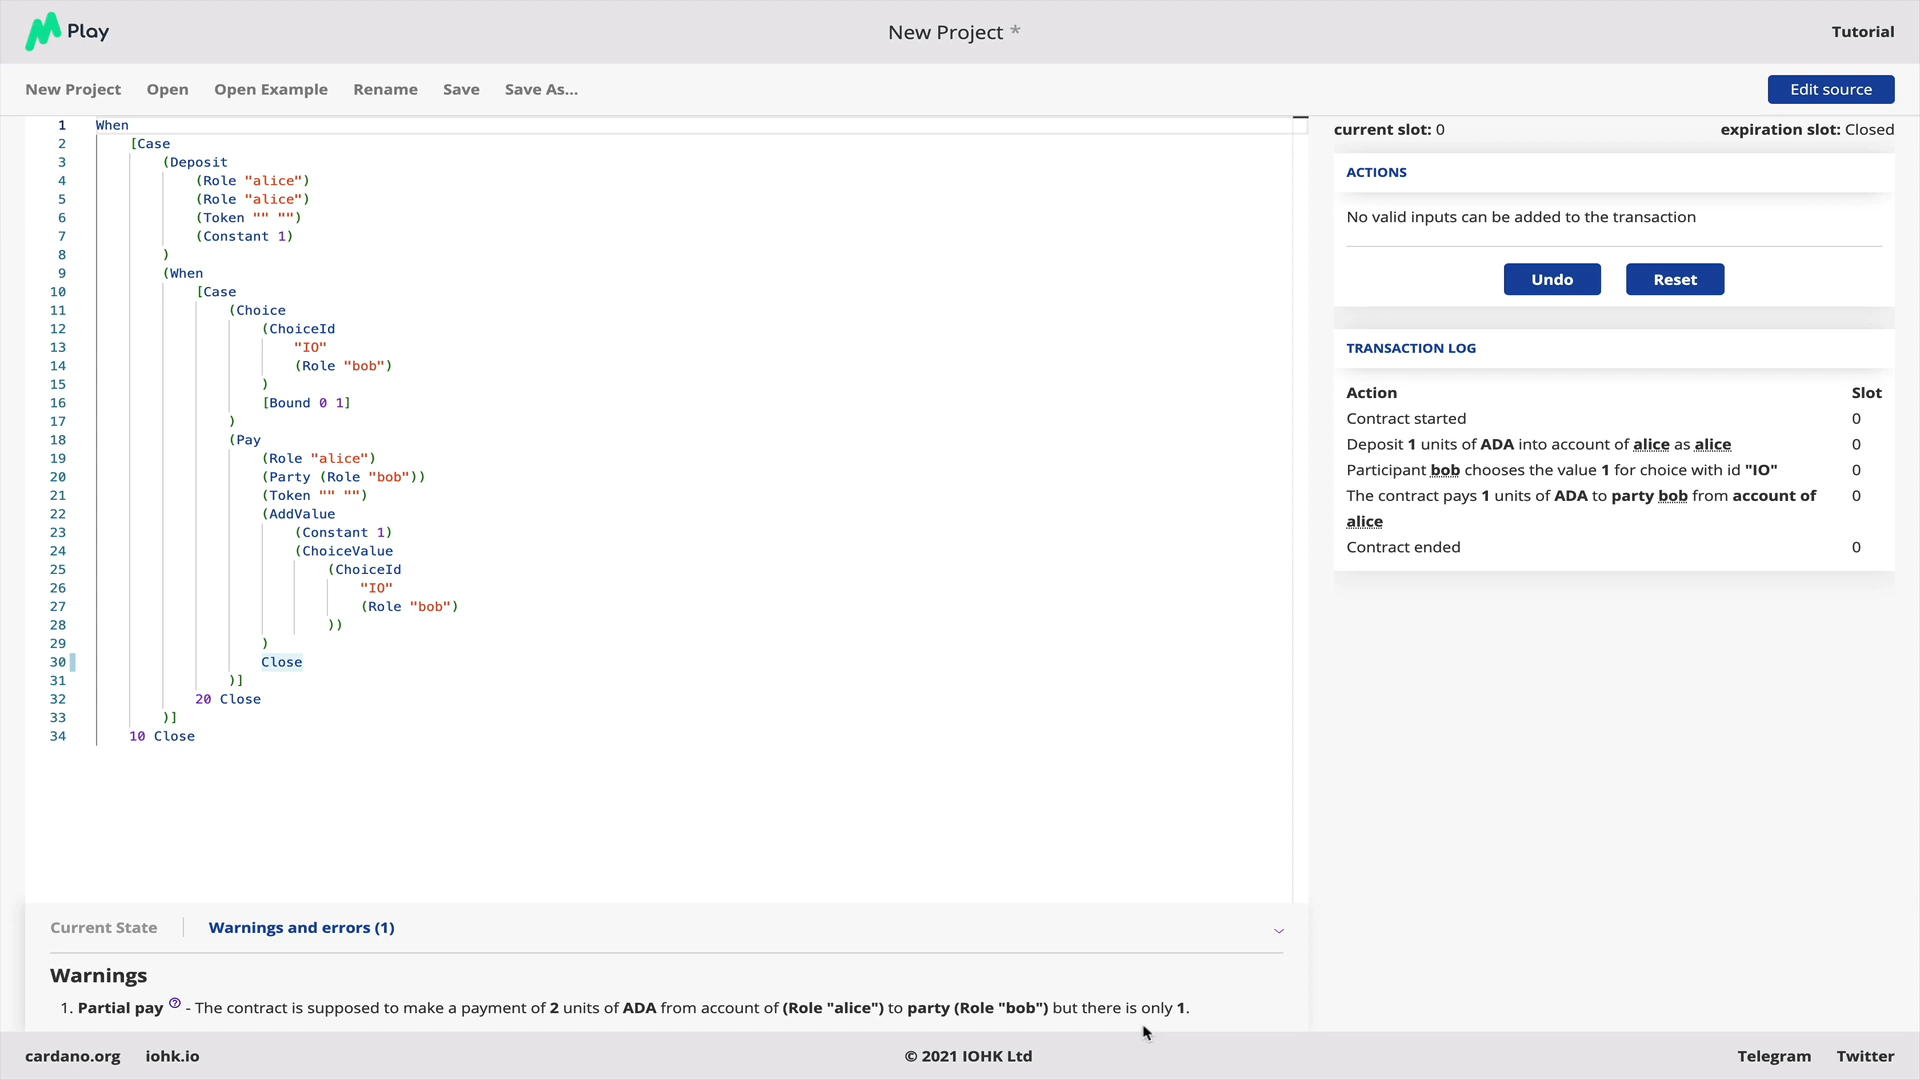 Play
New Project *
Tutorial
New Project Open Open Example Rename Save Save As...
Edit source
1 When
2 [Case
3 (Deposit
4 (Role "alice")
5 (Role "alice")
6 (Token "" "")
7 (Constant 1)
8 )
9 (When
10 [Case
11 (Choice
12 (ChoiceId
13 "IO"
14 (Role "bob")
15 )
16 [Bound 0 1]
17 )
18 (Pay
19 (Role "alice")
20 (Party (Role "bob"))
21 (Token "" "")
22 (AddValue
23 (Constant 1)
24 (ChoiceValue
25 (ChoiceId
26 "IO"
27 (Role "bob")
28 ))
29 )
30 Close
31 )]
32 20 Close
33 )]
34 10 Close
current slot: 0
expiration slot: Closed
ACTIONS
No valid inputs can be added to the transaction
Undo Reset
TRANSACTION LOG
Action Slot
Contract started 0
Deposit 1 units of ADA into account of alice as alice 0
Participant bob chooses the value 1 for choice with id "IO" 0
The contract pays 1 units of ADA to party bob from account of 0
alice
Contract ended 0
Current State
Warnings and errors (1)
Warnings
1. Partial pay ? - The contract is supposed to make a payment of 2 units of ADA from account of (Role "alice") to party (Role "bob") but there is only 1.
cardano.org iohk.io
© 2021 IOHK Ltd
Telegram Twitter